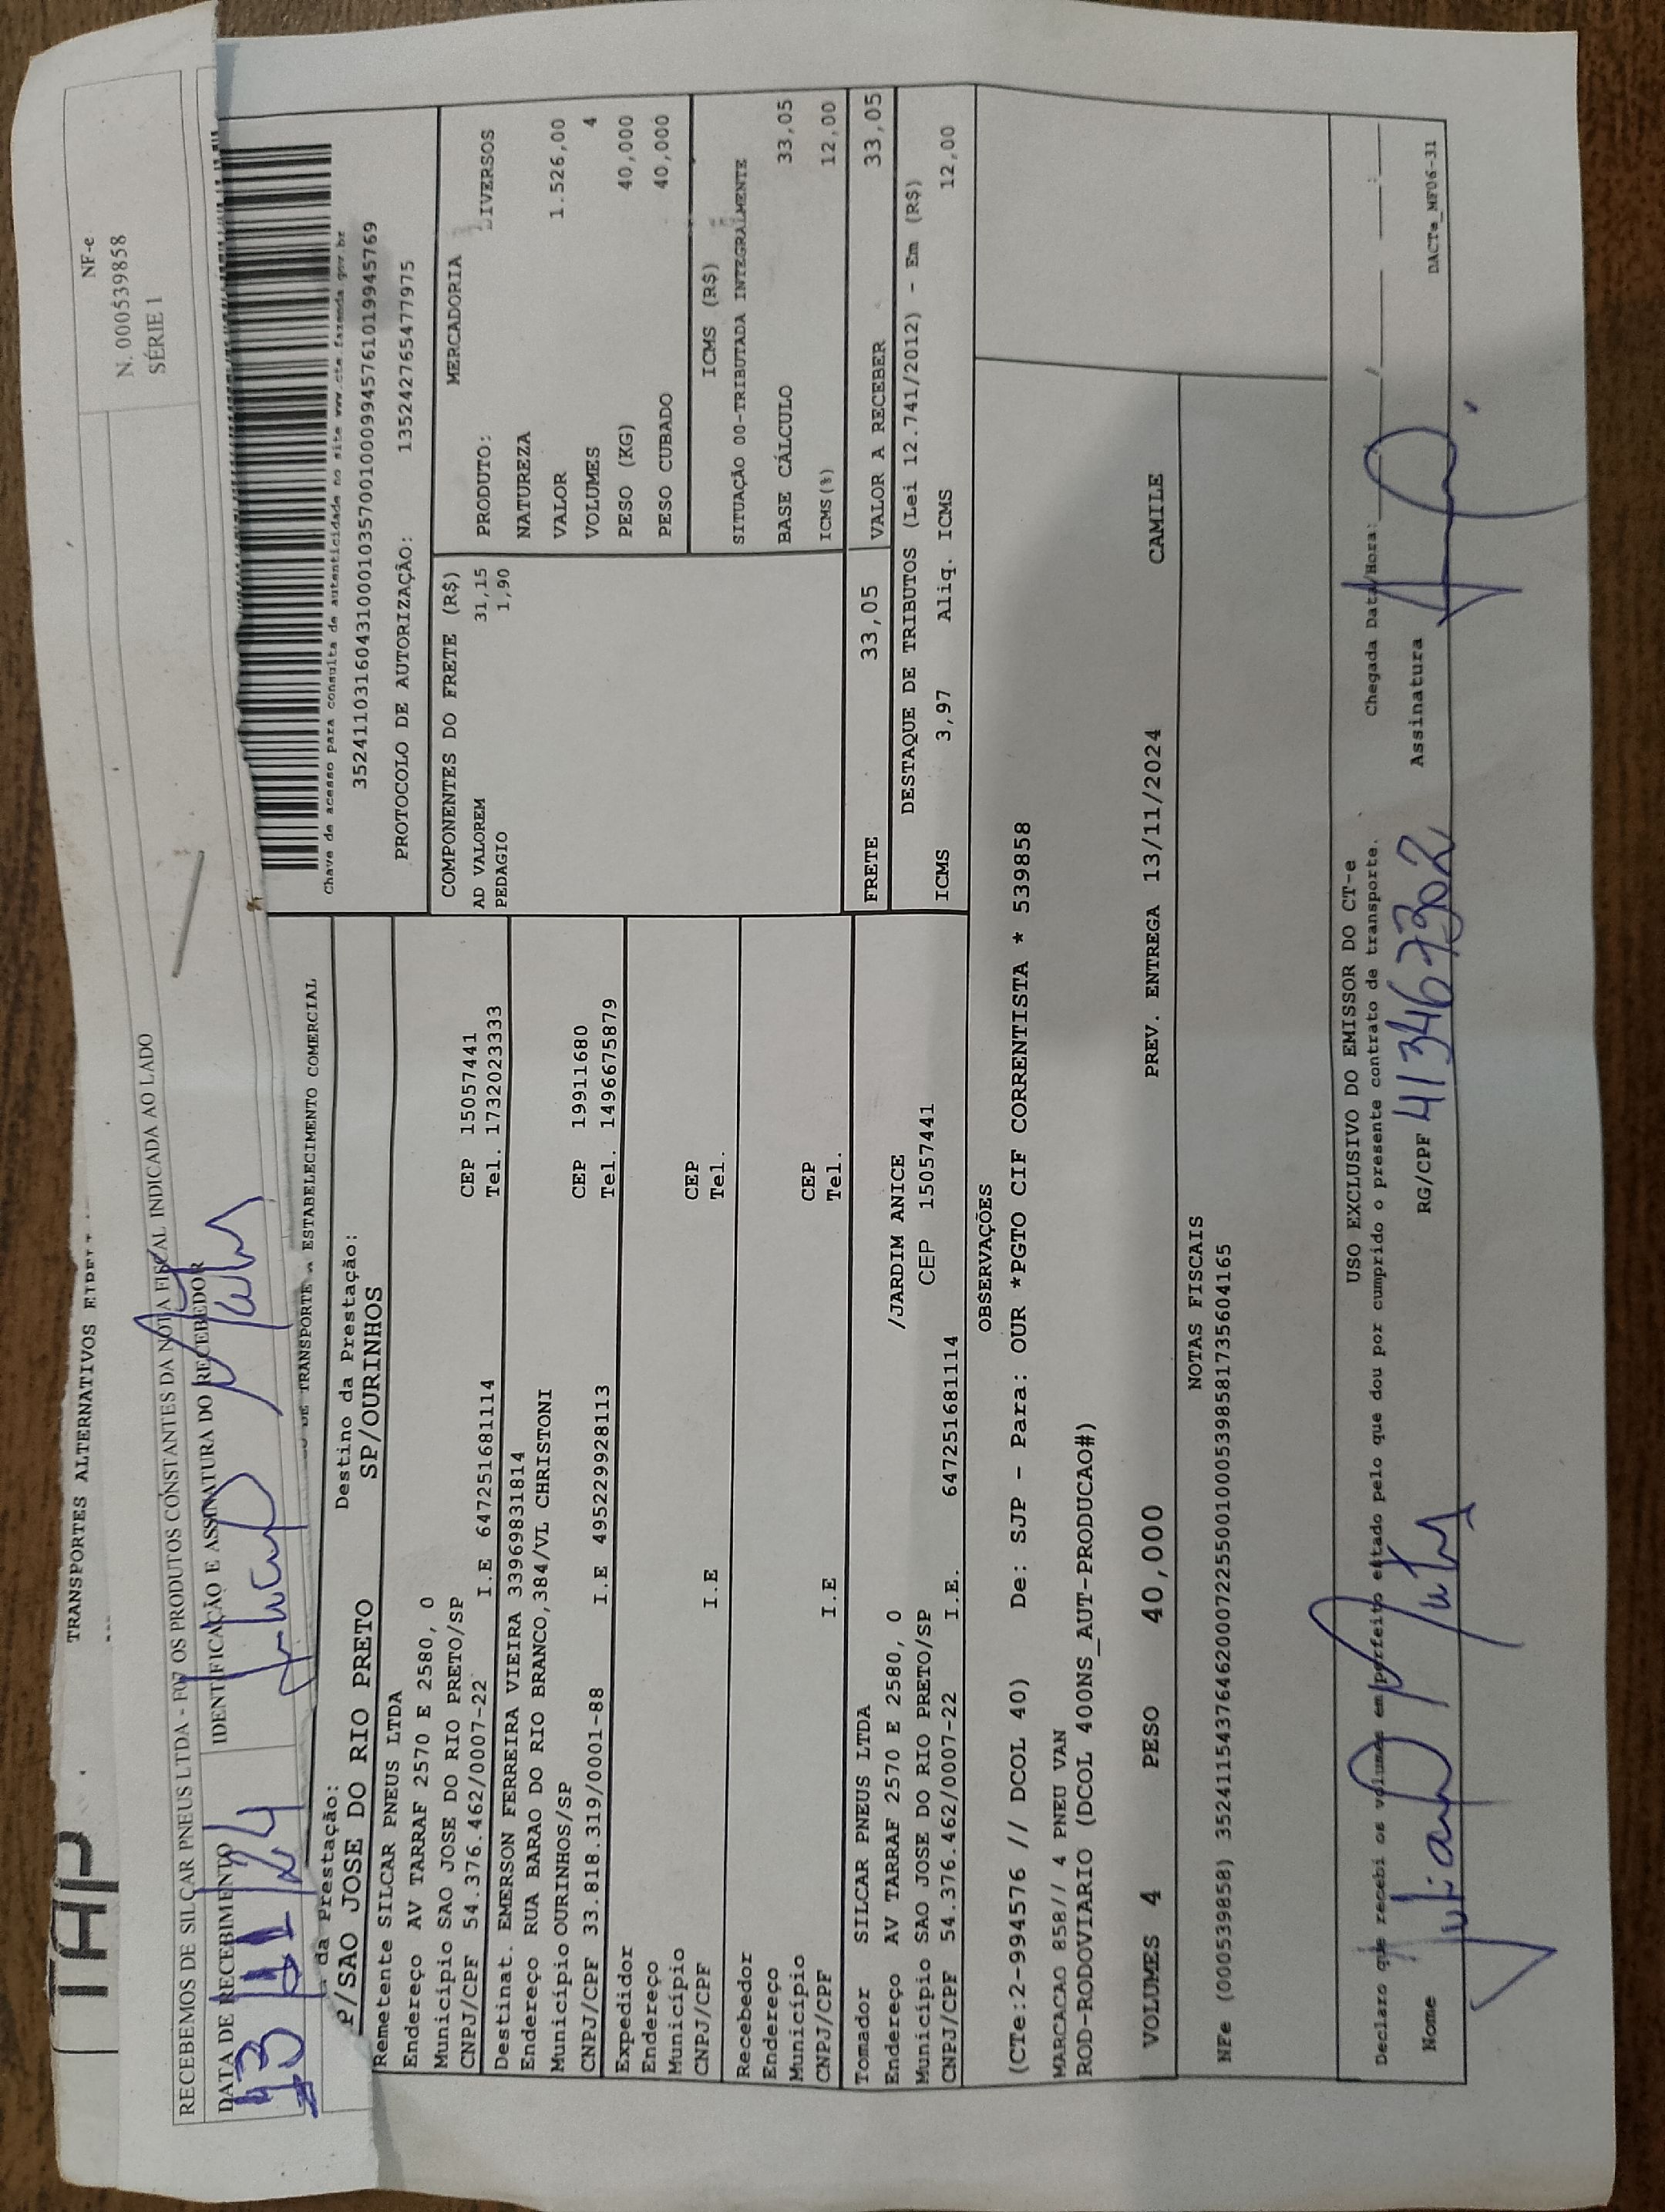 TAP
TRANSPORTES ALTERNATIVOS
RECEBEMOS DE SILCAR PNEUS LTDA - F07 OS PRODUTOS CONSTANTES DA NOTA FISCAL INDICADA AO LADO
NF-e
N. 000539858
SÉRIE 1
DATA DE RECEBIMENTO
IDENTIFICAÇÃO E ASSINATURA DO RECEBEDOR
13/11/24
DE TRANSPORTE A ESTABELECIMENTO COMERCIAL
Chave de acesso para consulta de autenticidade no site www.cte.fazenda.gov.br
35241103160431000103570010009945761019945769
PROTOCOLO DE AUTORIZAÇÃO: 135242765477975
da Prestação:
P/SAO JOSE DO RIO PRETO
Destino da Prestação:
SP/OURINHOS
Remetente SILCAR PNEUS LTDA
Endereço AV TARRAF 2570 E 2580, 0
Município SAO JOSE DO RIO PRETO/SP CEP 15057441
CNPJ/CPF 54.376.462/0007-22 I.E 647251681114 Tel. 1732023333
Destinat. EMERSON FERREIRA VIEIRA 33969831814
Endereço RUA BARAO DO RIO BRANCO,384/VL CHRISTONI
Município OURINHOS/SP CEP 19911680
CNPJ/CPF 33.818.319/0001-88 I.E 495229928113 Tel. 1496675879
Expedidor
Endereço
Município CEP
CNPJ/CPF I.E Tel.
Recebedor
Endereço
Município CEP
CNPJ/CPF I.E Tel.
Tomador SILCAR PNEUS LTDA
Endereço AV TARRAF 2570 E 2580, 0 /JARDIM ANICE
Município SAO JOSE DO RIO PRETO/SP CEP 15057441
CNPJ/CPF 54.376.462/0007-22 I.E. 647251681114
COMPONENTES DO FRETE (R$)
AD VALOREM 31,15
PEDAGIO 1,90
MERCADORIA
PRODUTO:
NATUREZA DIVERSOS
VALOR 1.526,00
VOLUMES 4
PESO (KG) 40,000
PESO CUBADO 40,000
ICMS (R$)
SITUAÇÃO 00-TRIBUTADA INTEGRALMENTE
BASE CÁLCULO 33,05
ICMS(%) 12,00
FRETE 33,05 VALOR A RECEBER 33,05
DESTAQUE DE TRIBUTOS (Lei 12.741/2012) - Em (R$)
ICMS 3,97 Aliq. ICMS 12,00
OBSERVAÇÕES
(CTe:2-994576 // DCOL 40) De: SJP - Para: OUR *PGTO CIF CORRENTISTA * 539858
MARCACAO 858// 4 PNEU VAN
ROD-RODOVIARIO (DCOL 400NS_AUT-PRODUCAO#)
VOLUMES 4 PESO 40,000 PREV. ENTREGA 13/11/2024 CAMILE
NOTAS FISCAIS
NFe (000539858) 35241154376462000722550010005398581735604165
USO EXCLUSIVO DO EMISSOR DO CT-e
Declaro que recebi os volumes em perfeito estado pelo que dou por cumprido o presente contrato de transporte. Chegada Data/Hora: / / :
Nome RG/CPF 413467302 Assinatura
DACTe_MF06-31